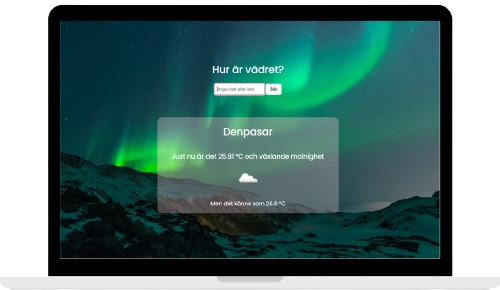 Hur är vädret?
Ange stad eller land
Sök
Denpasar
Just nu är det 25.81 °C och växlande molnighet
Men det känns som 26.9 °C